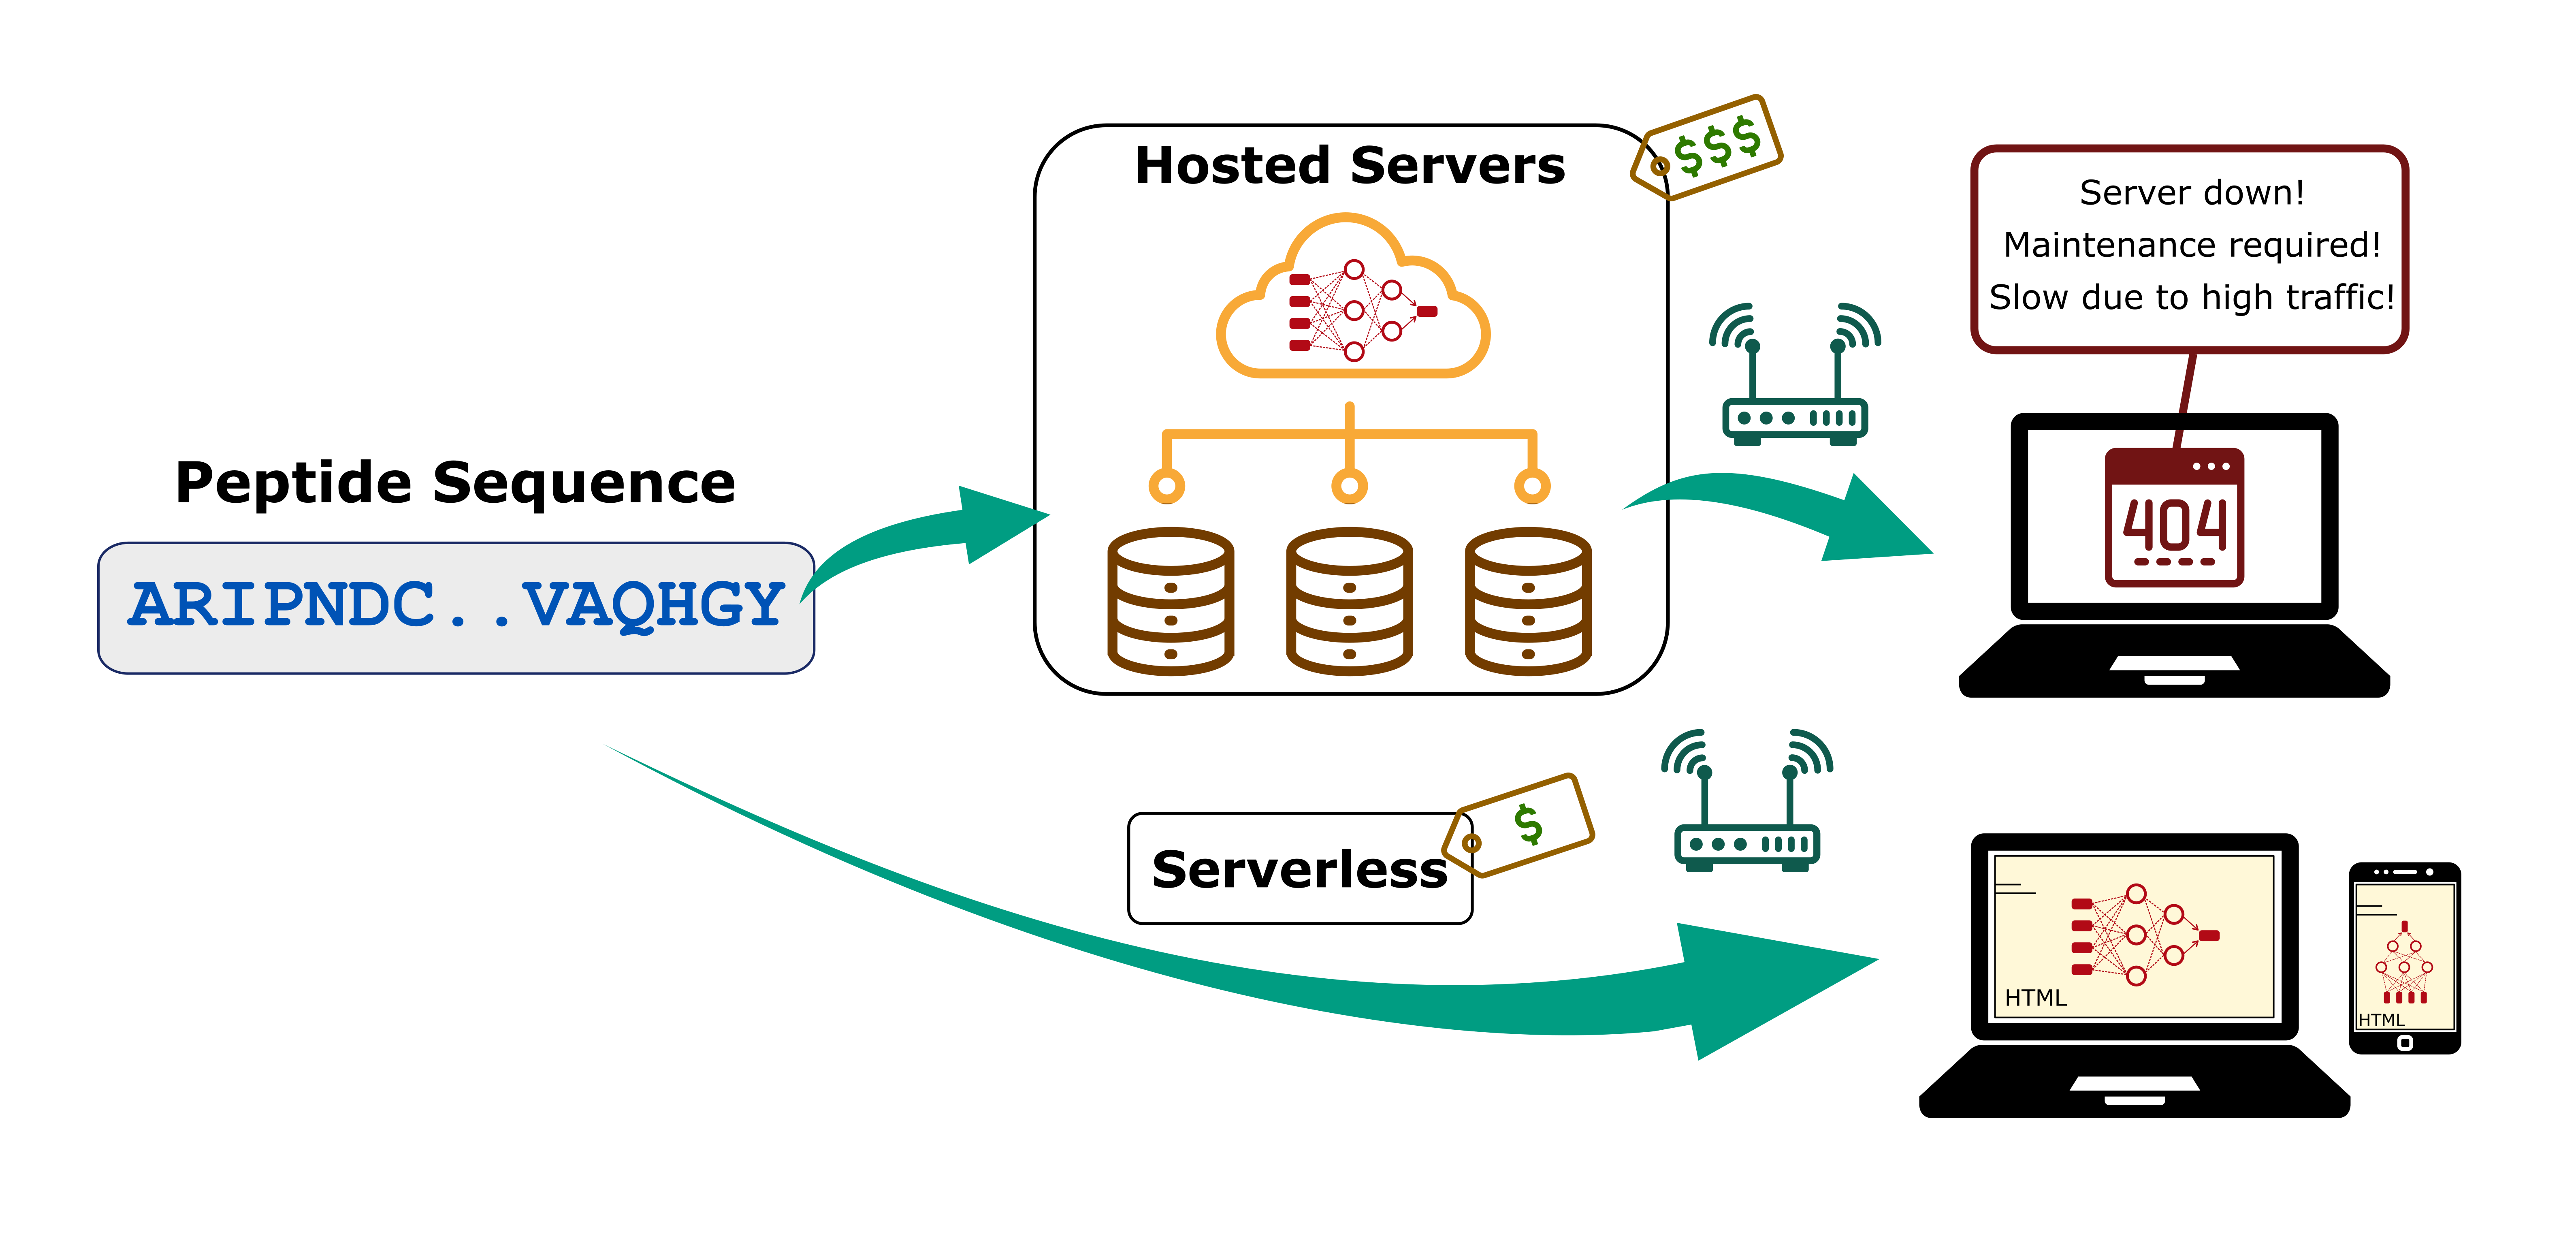 Peptide Sequence
ARIPNDC..VAQHGY
Hosted Servers
$$$
Server down!
Maintenance required!
Slow due to high traffic!
404
Serverless
$
HTML
HTML